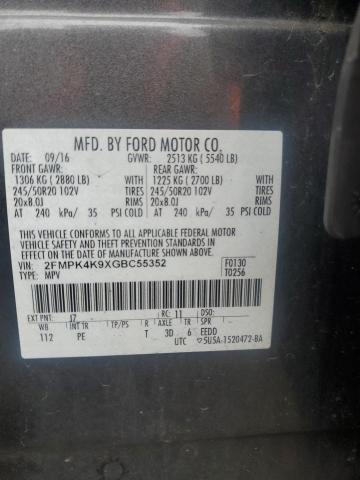 MFD. BY FORD MOTOR CO.
DATE: 09/16 GVWR: 2513 KG ( 5540 LB)
FRONT GAWR: REAR GAWR:
1306 KG ( 2880 LB) WITH 1225 KG ( 2700 LB) WITH
245/50R20 102V TIRES 245/50R20 102V TIRES
20x8.0J RIMS 20x8.0J RIMS
AT 240 kPa/ 35 PSI COLD AT 240 kPa/ 35 PSI COLD
THIS VEHICLE CONFORMS TO ALL APPLICABLE FEDERAL MOTOR
VEHICLE SAFETY AND THEFT PREVENTION STANDARDS IN
EFFECT ON THE DATE OF MANUFACTURE SHOWN ABOVE.
VIN: 2FMPK4K9XGBC55352 F0130
TYPE: MPV T0256
EXT PNT: J7 RC: 11 DSO:
WB INT TR TP/PS R AXLE TR SPR
112 PE T 3D 6 EEDD
UTC 5U5A-1520472-BA